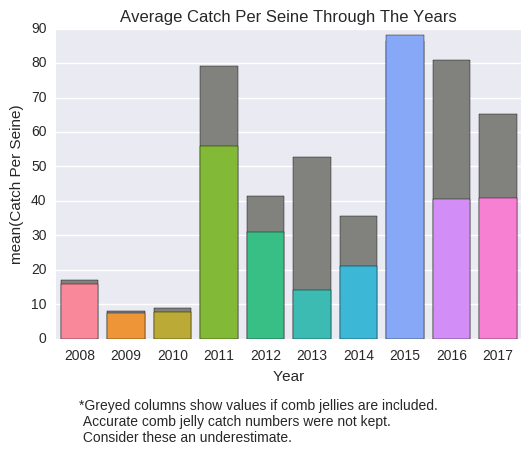 Average Catch Per Seine Through The Years
90
80
70
60
50
40
30
20
10
0
mean(Catch Per Seine)
2008 2009 2010 2011 2012 2013 2014 2015 2016 2017
Year
*Greyed columns show values if comb jellies are included.
Accurate comb jelly catch numbers were not kept.
Consider these an underestimate.